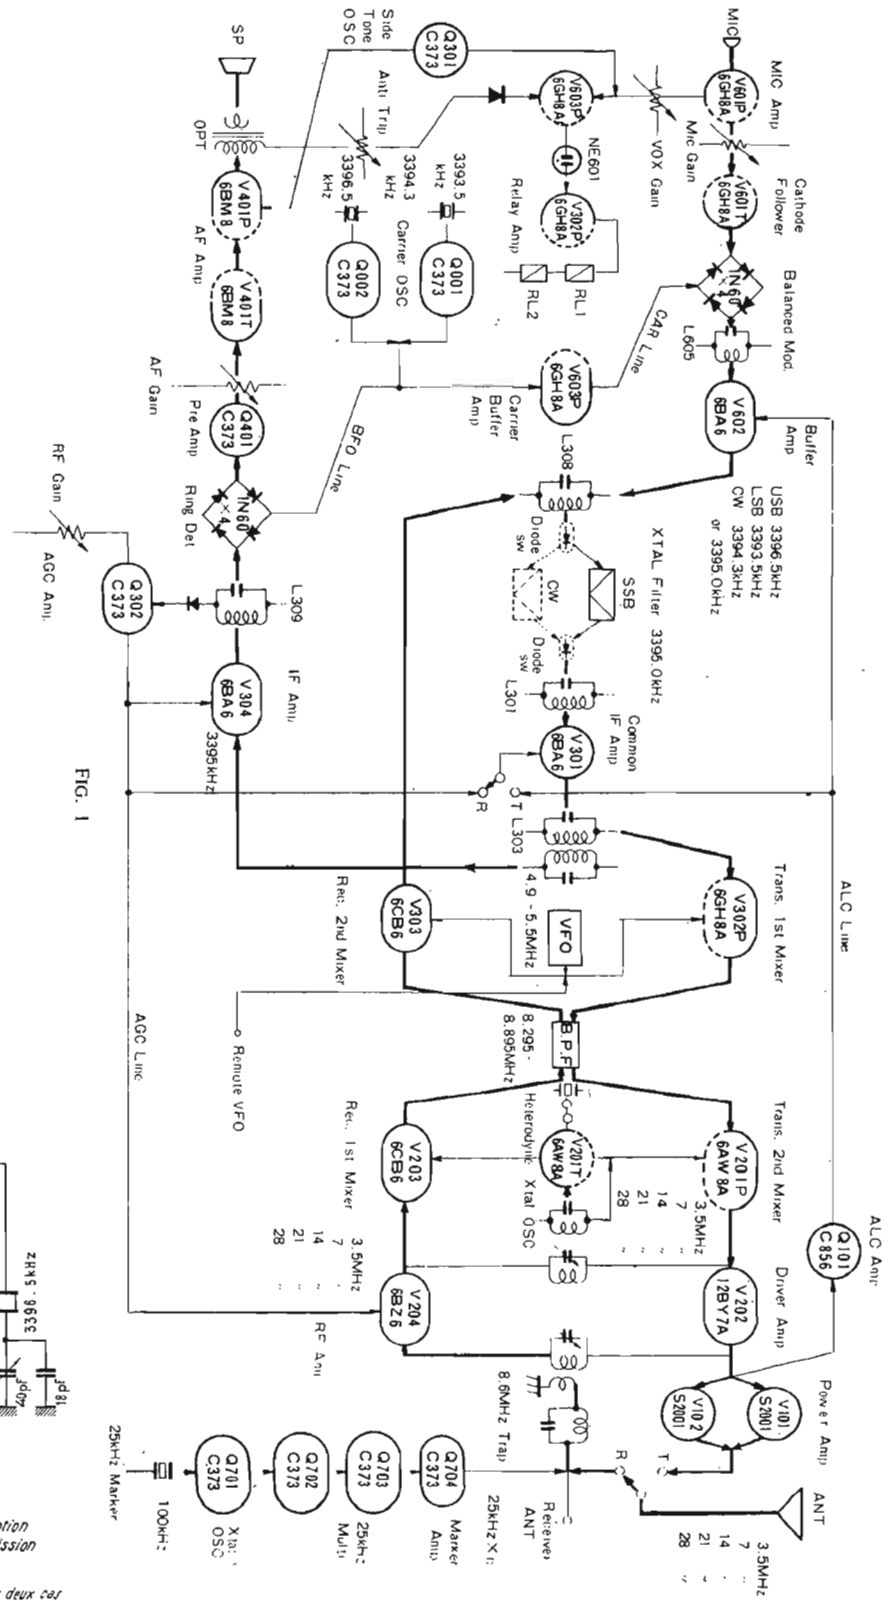 MIC
MIC Amp
V601P
6GH8A
Mic Gain
Cathode
Follower
V601T
6GH8A
Balanced Mod.
1N60
×4
L605
Buffer
Amp
V602
6BA6
USB 3396.5kHz
LSB 3393.5kHz
CW 3394.3kHz
or 3395.0kHz
VOX Gain
V603P
6GH8A
NE601
V302P
6GH8A
Relay Amp
RL1
RL2
CAR Line
Side
Tone
OSC
Q301
C373
Anti Trip
3393.5
kHz
3394.3
kHz
3396.5
kHz
Carrier OSC
Q001
C373
Q002
C373
V603P
6GH8A
Carrier
Buffer
Amp
BFO Line
SP
OPT
V401P
6BM8
AF Amp
V401T
6BM8
AF Gain
Q401
C373
Pre Amp
1N60
×4
Ring Det
L309
RF Gain
AGC Amp.
Q302
C373
V304
6BA6
IF Amp
3395kHz
L308
Diode
sw
XTAL Filter 3395.0kHz
SSB
CW
Diode
sw
L301
V301
6BA6
Common
IF Amp
T
R
L303
ALC Line
AGC Line
V302P
6GH8A
Trans. 1st Mixer
VFO
4.9 - 5.5MHz
V303
6CB6
Rec. 2nd Mixer
Remote VFO
B.P.F
8.295 -
8.895MHz
Trans. 2nd Mixer
V201P
6AW8A
3.5MHz
7 "
14 "
21 "
28 "
V201T
6AW8A
Heterodyne Xtal OSC
V203
6CB6
Rec. 1st Mixer
3.5MHz
7 "
14 "
21 "
28 "
V204
6BZ6
Driver Amp
V202
12BY7A
ALC Amp
Q101
C856
Power Amp
V101
S2001
V102
S2001
T
R
ANT
3.5MHz
7 "
14 "
21 "
28 "
8.6MHz Trap
Receiver
ANT
Marker
Amp
Q704
C373
25kHz
Q703
C373
Q702
C373
Q701
C373
OSC
100kHz
25kHz Marker
FIG. 1
18pf
40pf
deux cas